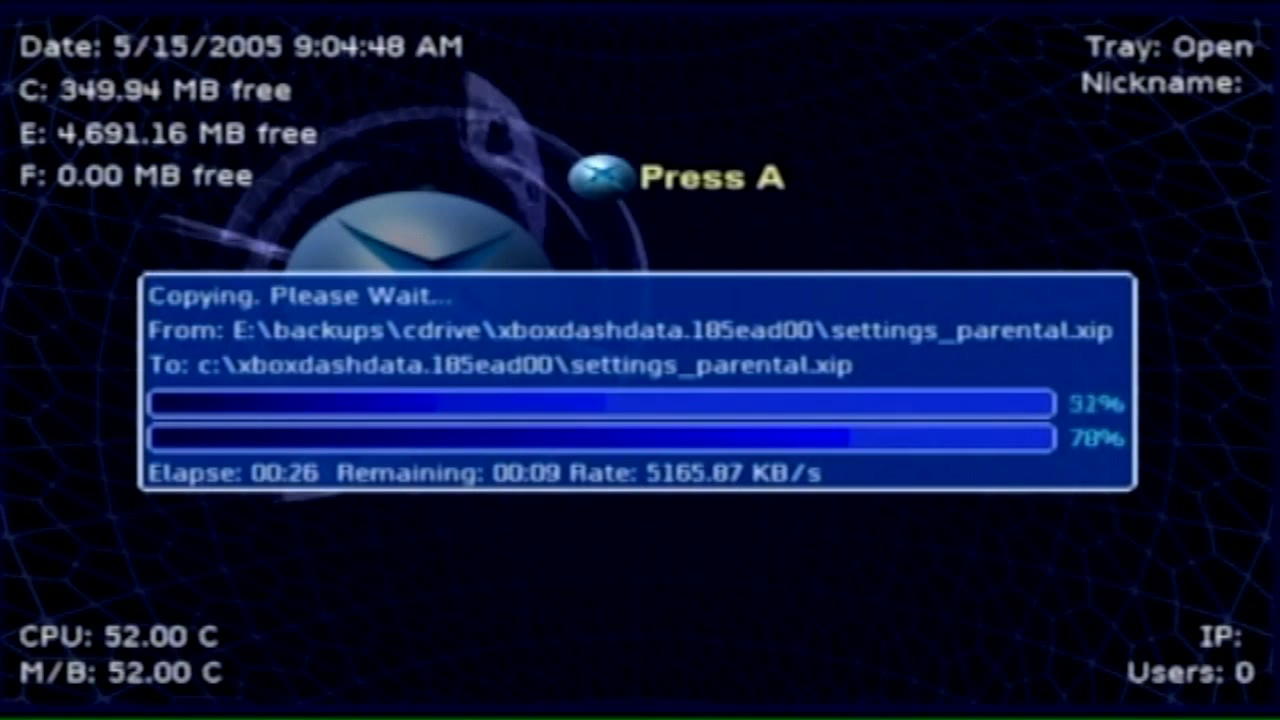 Date: 5/15/2005 9:04:48 AM
C: 349.94 MB free
E: 4,691.16 MB free
F: 0.00 MB free
Tray: Open
Nickname:
Press A
Copying. Please Wait...
From: E:\backups\cdrive\xboxdashdata.185ead00\settings_parental.xip
To: c:\xboxdashdata.185ead00\settings_parental.xip
78%
Elapse: 00:26 Remaining: 00:09 Rate: 5165.87 KB/s
CPU: 52.00 C
M/B: 52.00 C
IP:
Users: 0